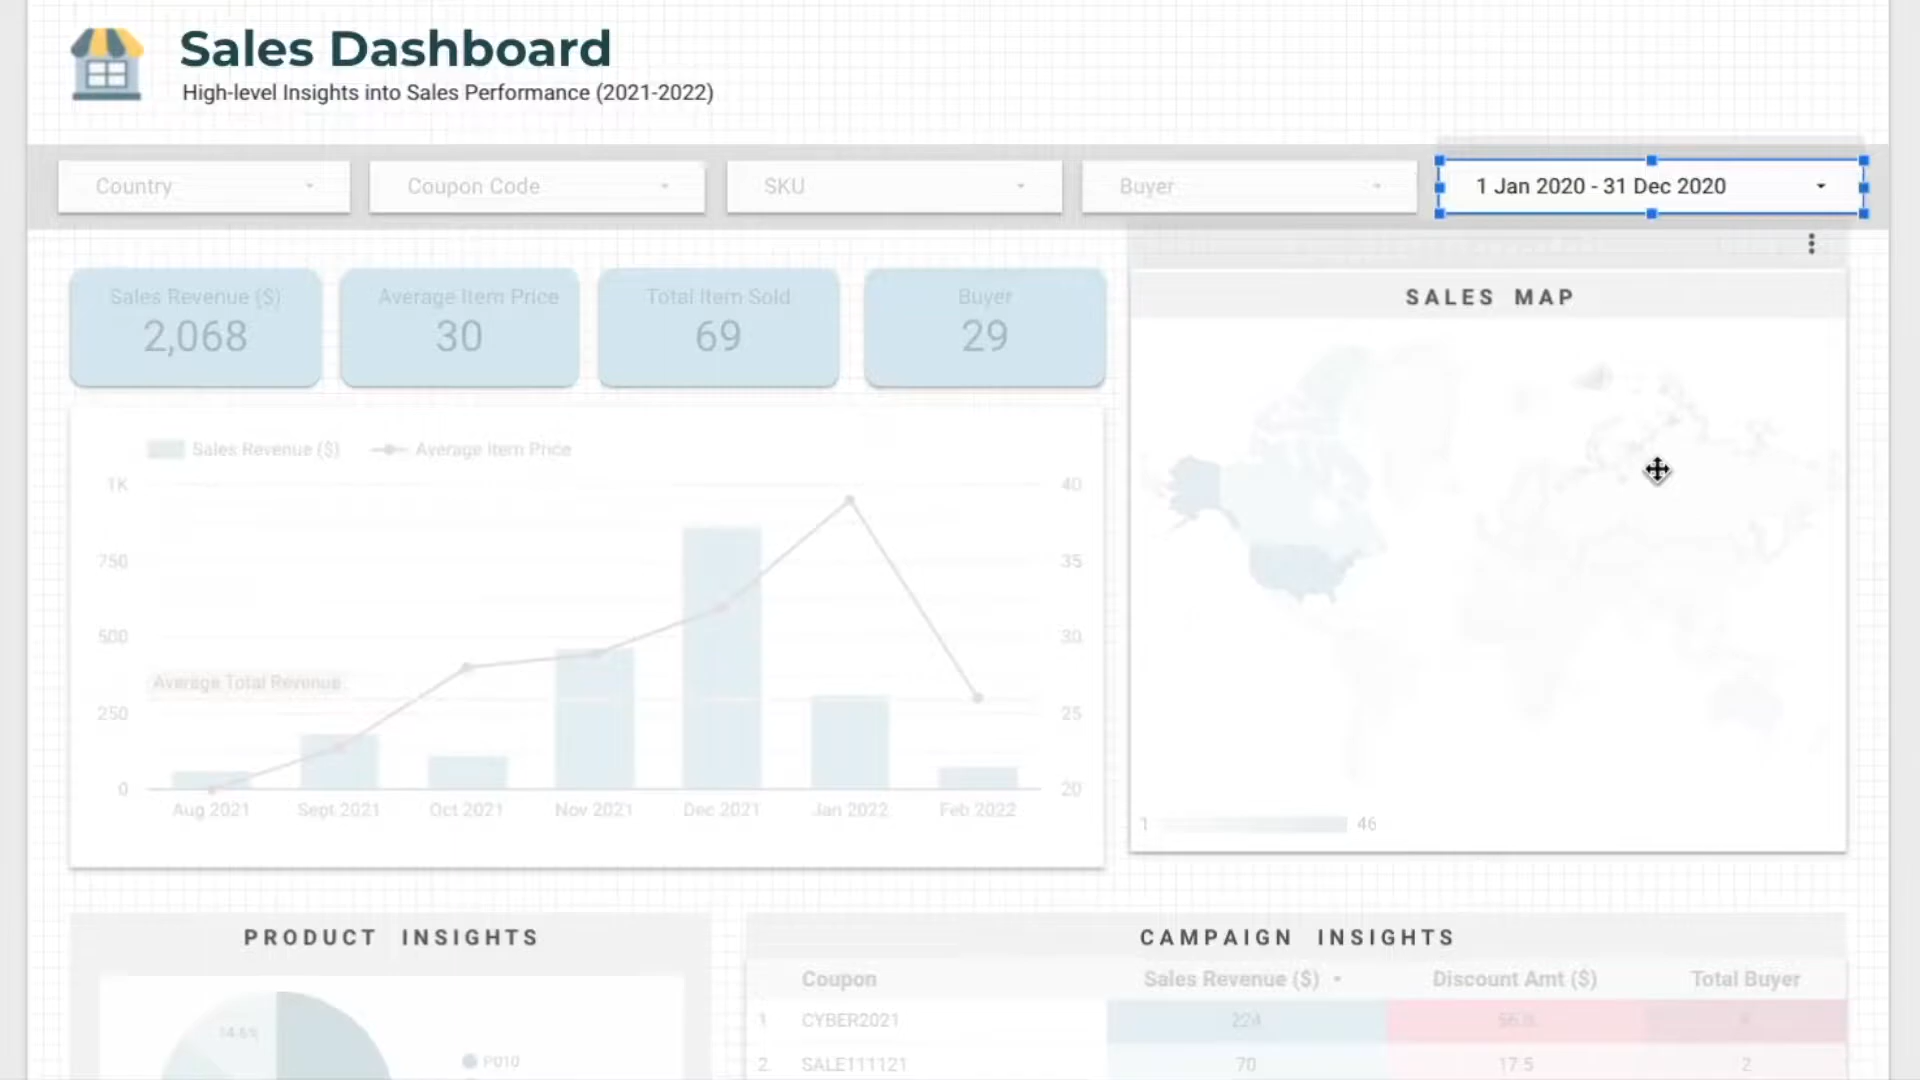 Sales Dashboard
High-level Insights into Sales Performance (2021-2022)
Country
Coupon Code
SKU
Buyer
1 Jan 2020 - 31 Dec 2020
Sales Revenue ($)
2,068
Average Item Price
30
Total Item Sold
69
Buyer
29
SALES MAP
Sales Revenue ($)
Average Item Price
1K
750
500
250
0
40
35
30
25
20
Average Total Revenue
Aug 2021
Sept 2021
Oct 2021
Nov 2021
Dec 2021
Jan 2022
Feb 2022
1
46
PRODUCT INSIGHTS
14.6%
P010
CAMPAIGN INSIGHTS
Coupon Sales Revenue ($) Discount Amt ($) Total Buyer
1 CYBER2021 224
2. SALE111121 70 17.5 2